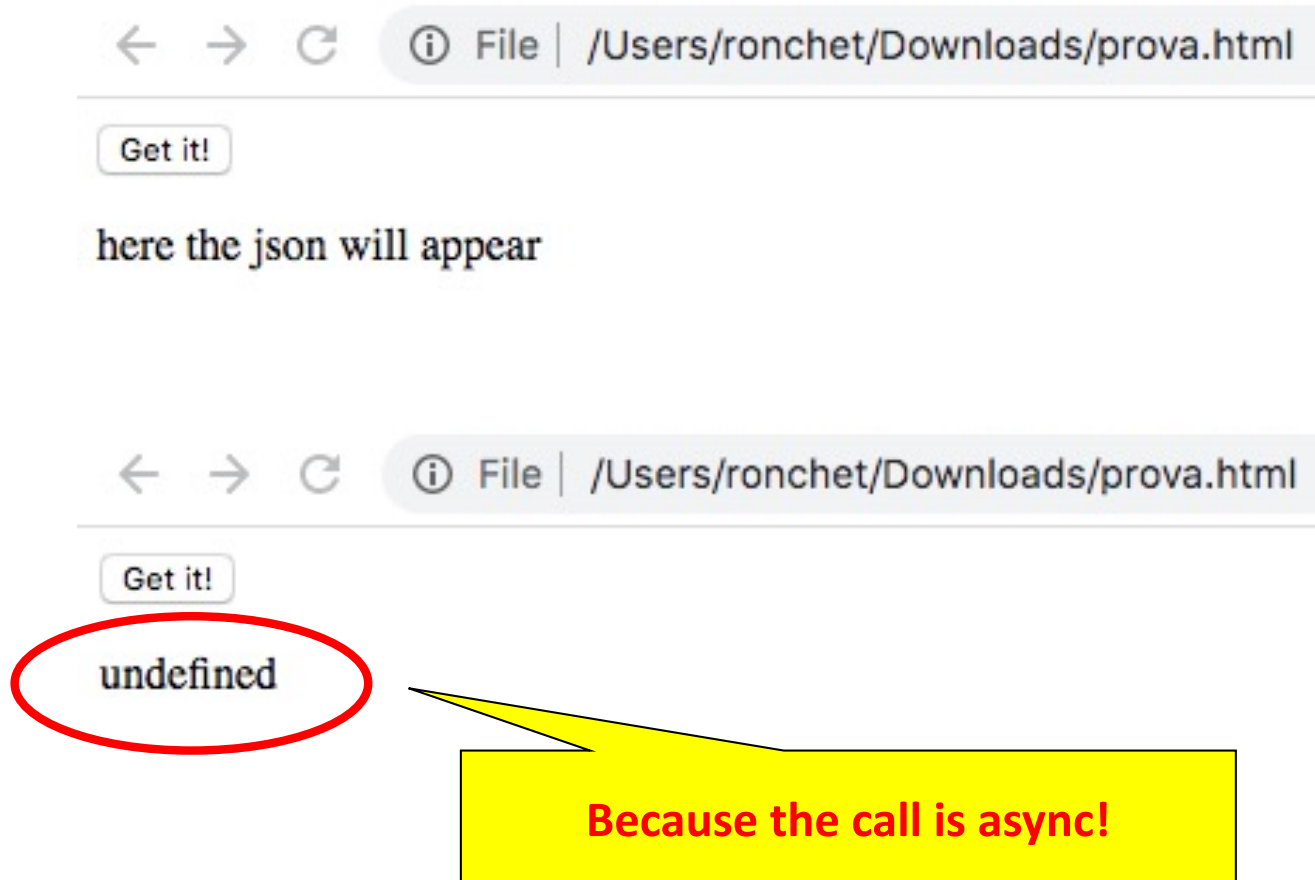 File | /Users/ronchet/Downloads/prova.html
Get it!
here the json will appear
File | /Users/ronchet/Downloads/prova.html
Get it!
undefined
Because the call is async!